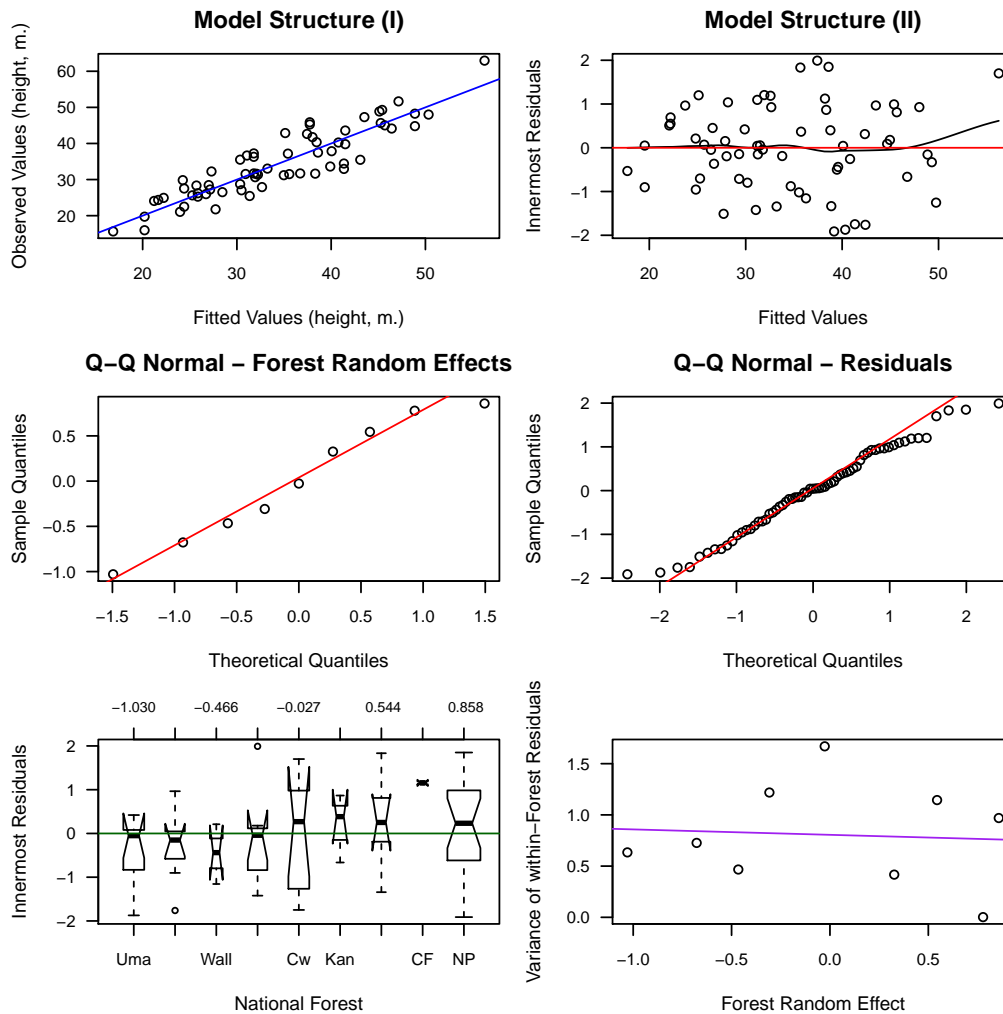 Model Structure (I)
Observed Values (height, m.)
60
50
40
30
20
20 30 40 50
Fitted Values (height, m.)
Model Structure (II)
Innermost Residuals
2
1
0
−1
−2
20 30 40 50
Fitted Values
Q−Q Normal − Forest Random Effects
Sample Quantiles
0.5
0.0
−0.5
−1.0
−1.5 −1.0 −0.5 0.0 0.5 1.0 1.5
Theoretical Quantiles
Q−Q Normal − Residuals
Sample Quantiles
2
1
0
−1
−2
−2 −1 0 1 2
Theoretical Quantiles
−1.030 −0.466 −0.027 0.544 0.858
Innermost Residuals
2
1
0
−1
−2
Uma Wall Cw Kan CF NP
National Forest
Variance of within−Forest Residuals
1.5
1.0
0.5
0.0
−1.0 −0.5 0.0 0.5
Forest Random Effect